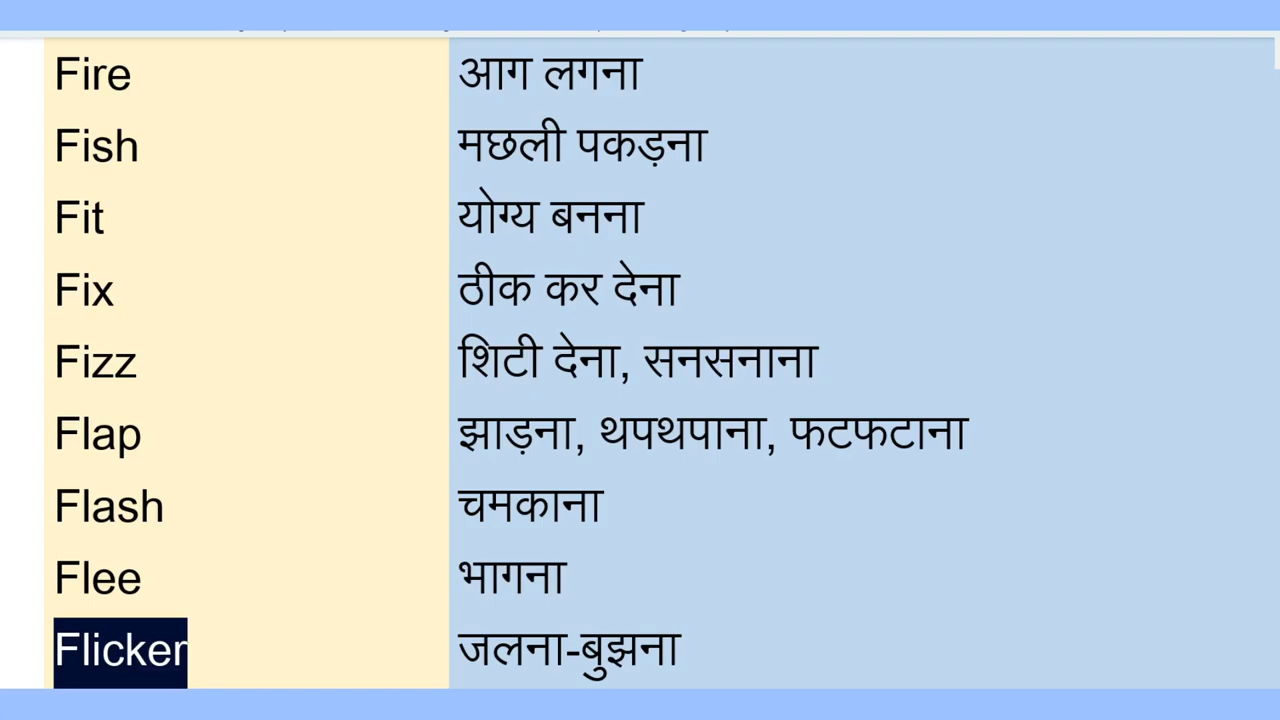 Fire आग लगना
Fish मछली पकड़ना
Fit योग्य बनना
Fix ठीक कर देना
Fizz शिटी देना, सनसनाना
Flap झाड़ना, थपथपाना, फटफटाना
Flash चमकाना
Flee भागना
Flicker जलना-बुझना